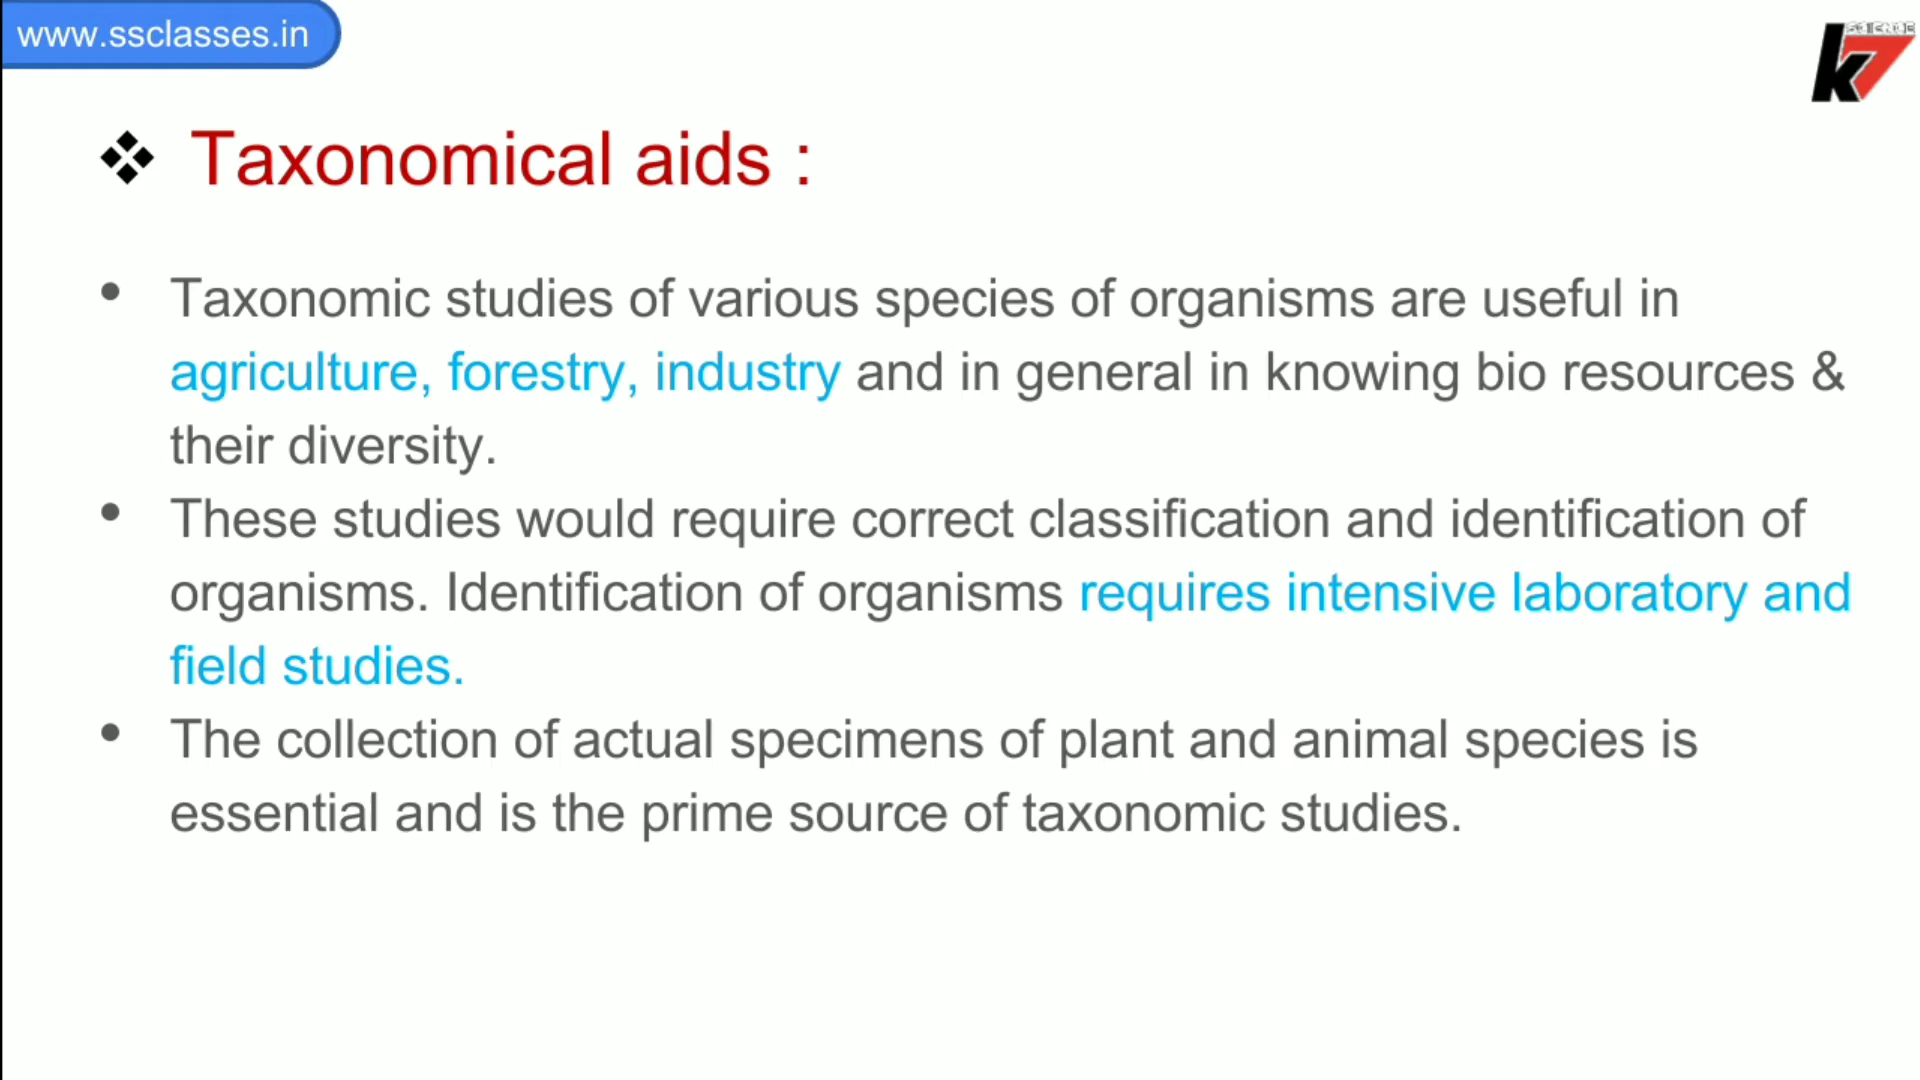 www.ssclasses.in
SCIENCE
k7
❖ Taxonomical aids :
• Taxonomic studies of various species of organisms are useful in
agriculture, forestry, industry and in general in knowing bio resources &
their diversity.
• These studies would require correct classification and identification of
organisms. Identification of organisms requires intensive laboratory and
field studies.
• The collection of actual specimens of plant and animal species is
essential and is the prime source of taxonomic studies.